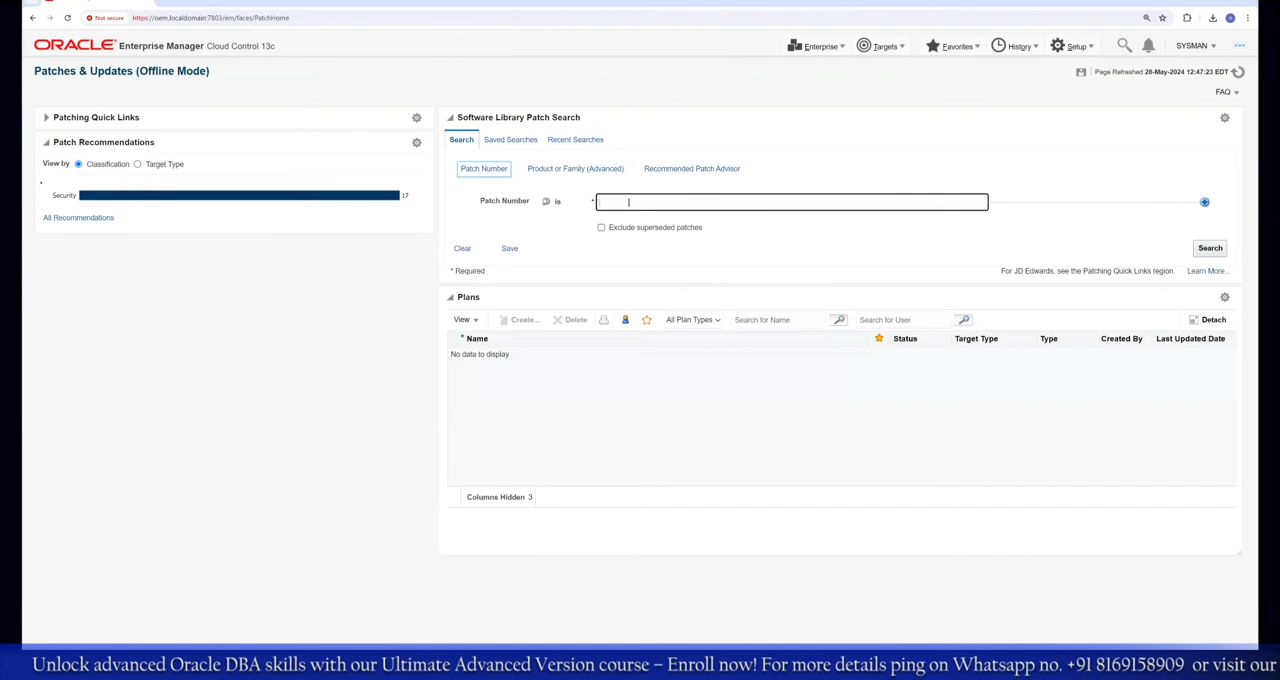 Not secure https://oem.localdomain:7803/em/faces/PatchHome
ORACLE Enterprise Manager Cloud Control 13c
Enterprise Targets Favorites History Setup SYSMAN
Patches & Updates (Offline Mode)
Page Refreshed 28-May-2024 12:47:23 EDT
FAQ
Patching Quick Links
Patch Recommendations
View by Classification Target Type
Security 17
All Recommendations
Software Library Patch Search
Search Saved Searches Recent Searches
Patch Number Product or Family (Advanced) Recommended Patch Advisor
Patch Number is *
Exclude superseded patches
Clear Save Search
* Required For JD Edwards, see the Patching Quick Links region. Learn More...
Plans
View Create... Delete All Plan Types Search for Name Search for User Detach
* Name Status Target Type Type Created By Last Updated Date
No data to display
Columns Hidden 3
Unlock advanced Oracle DBA skills with our Ultimate Advanced Version course – Enroll now! For more details ping on Whatsapp no. +91 8169158909 or visit our